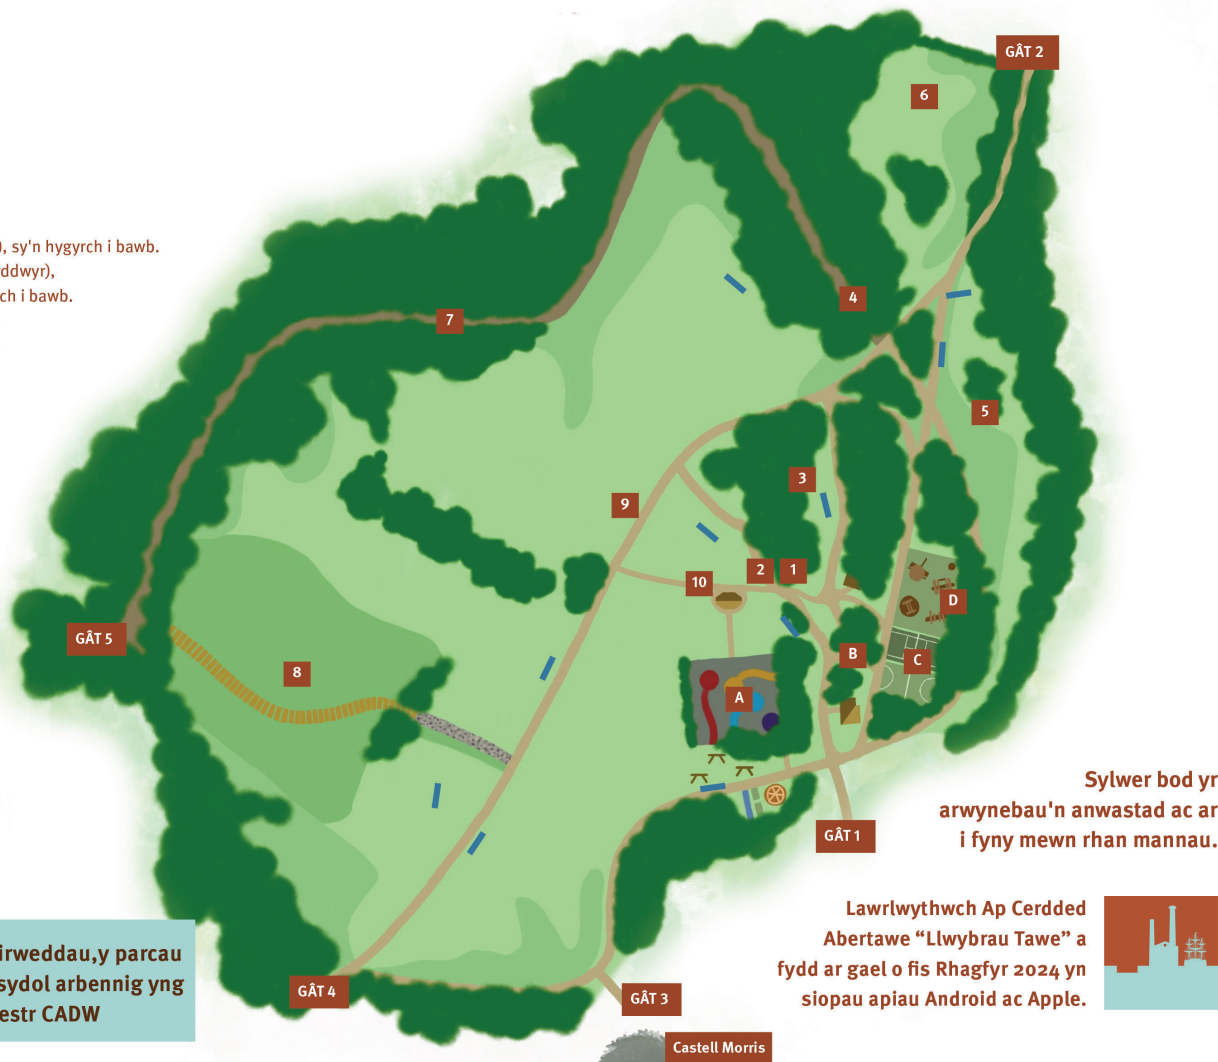 GÂT 2
6
, sy'n hygyrch i bawb.
ddwyr),
ch i bawb.
4
7
5
3
9
2
1
10
D
GÂT 5
B
C
8
A
Sylwer bod yr
arwynebau'n anwastad ac ar
i fyny mewn rhan mannau.
GÂT 1
Lawrlwythwch Ap Cerdded
Abertawe “Llwybrau Tawe” a
fydd ar gael o fis Rhagfyr 2024 yn
siopau apiau Android ac Apple.
irweddau,y parcau
sydol arbennig yng
estr CADW
GÂT 4
GÂT 3
Castell Morris